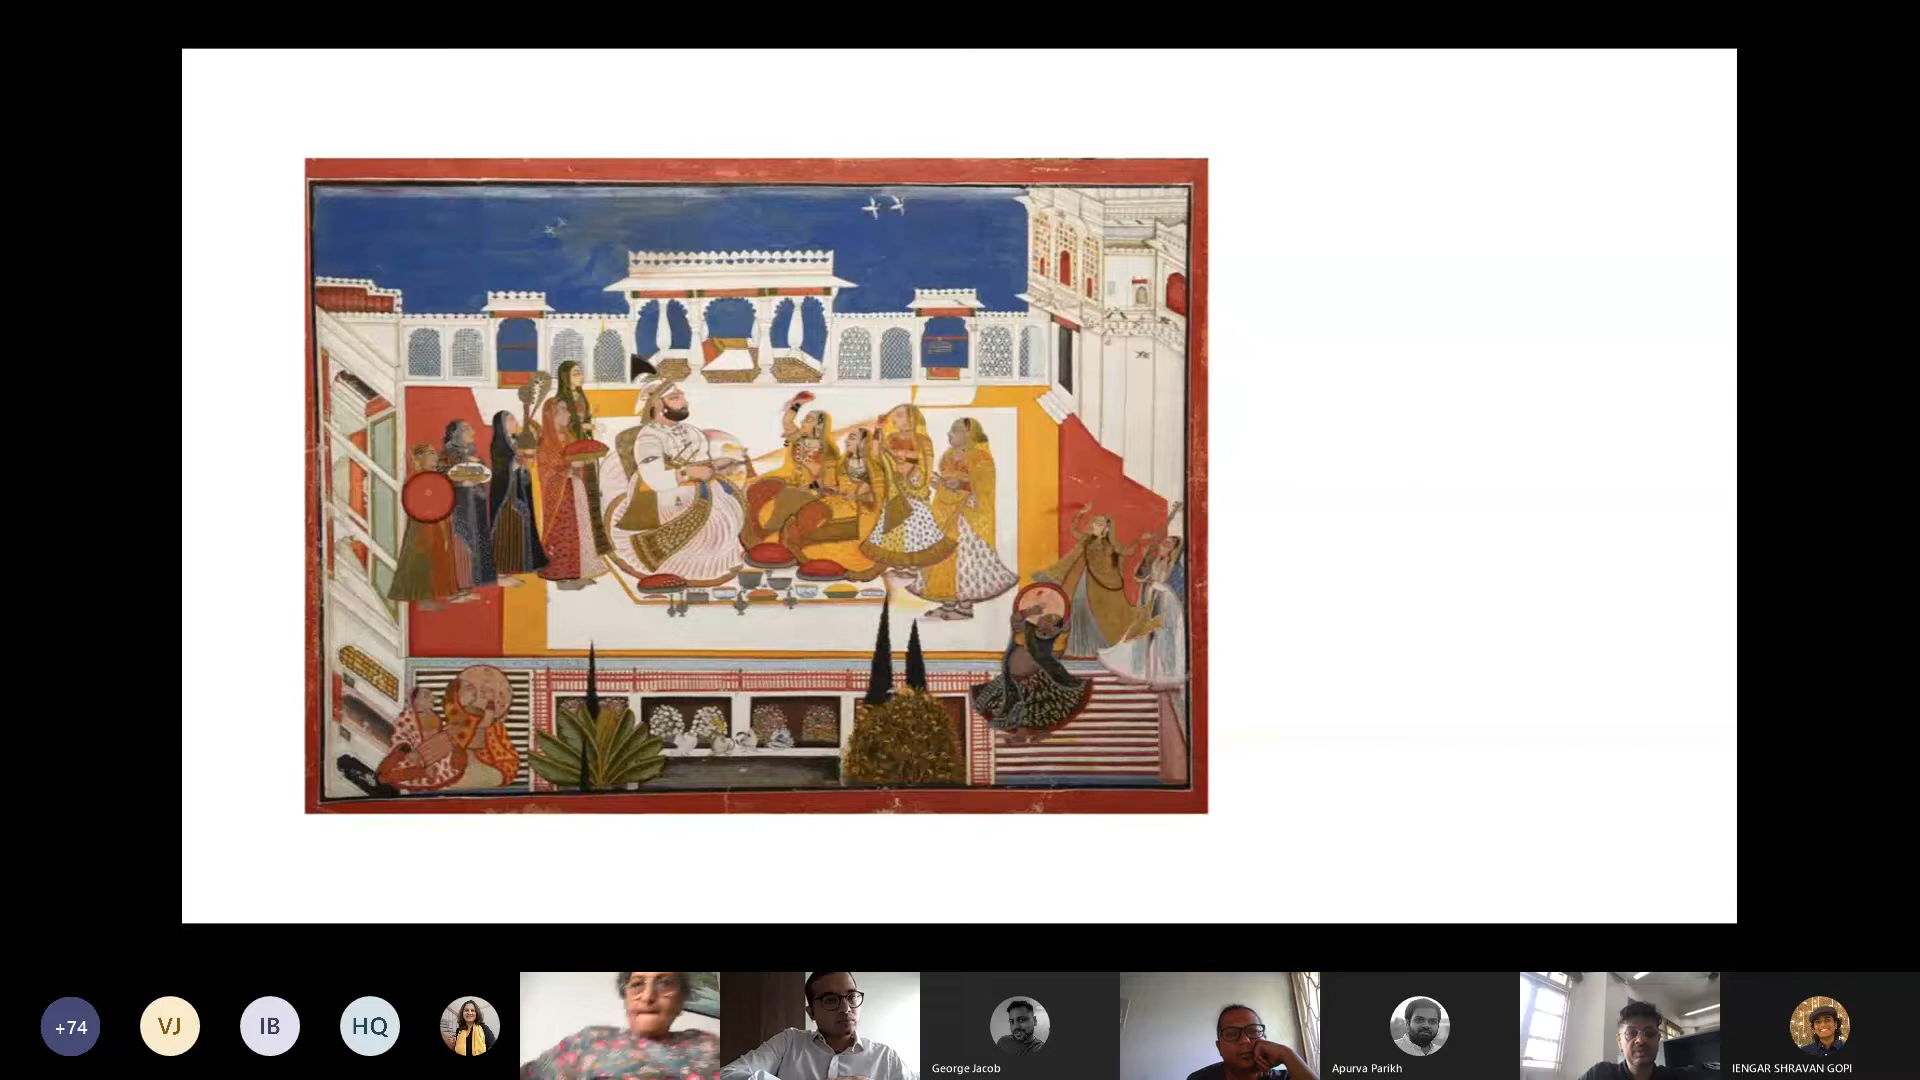 +74
VJ
IB
HQ
George Jacob
Apurva Parikh
IENGAR SHRAVAN GOPI